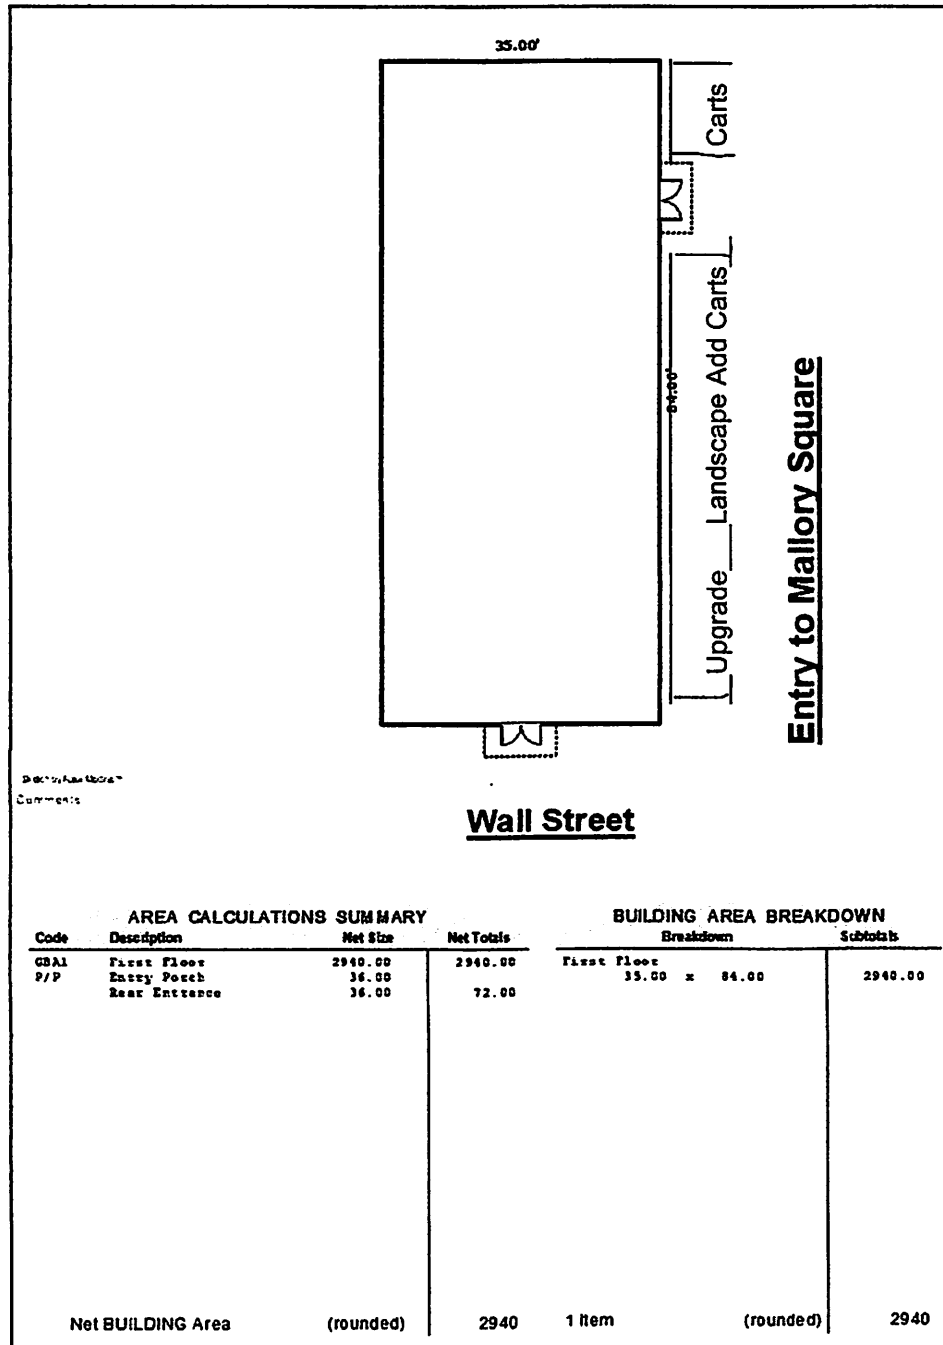 35.00'
Carts
Landscape Add Carts
84.00'
Upgrade
Entry to Mallory Square
Comments
Wall Street
AREA CALCULATIONS SUMMARY
Code Description Net Size Net Totals
GBA1 First Floor 2940.00 2940.00
P/P Entry Porch 36.00
Rear Entrance 36.00 72.00
Net BUILDING Area (rounded) 2940
BUILDING AREA BREAKDOWN
Breakdown Subtotals
First Floor
35.00 x 84.00 2940.00
1 Item (rounded) 2940